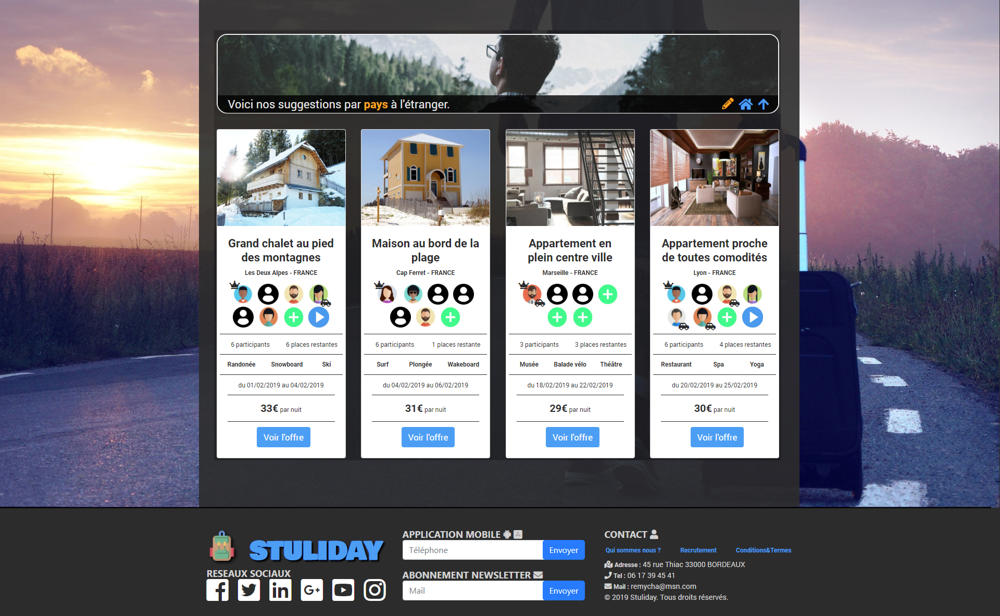 Voici nos suggestions par pays à l'étranger.
Grand chalet au pied
des montagnes
Les Deux Alpes - FRANCE
6 participants 6 places restantes
Randonée Snowboard Ski
du 01/02/2019 au 04/02/2019
33€ par nuit
Voir l'offre
Maison au bord de la
plage
Cap Ferret - FRANCE
6 participants 1 places restante
Surf Plongée Wakeboard
du 04/02/2019 au 06/02/2019
31€ par nuit
Voir l'offre
Appartement en
plein centre ville
Marseille - FRANCE
3 participants 3 places restantes
Musée Balade vélo Théâtre
du 18/02/2019 au 22/02/2019
29€ par nuit
Voir l'offre
Appartement proche
de toutes comodités
Lyon - FRANCE
6 participants 4 places restantes
Restaurant Spa Yoga
du 20/02/2019 au 25/02/2019
30€ par nuit
Voir l'offre
STULIDAY
RESEAUX SOCIAUX
APPLICATION MOBILE
Téléphone Envoyer
ABONNEMENT NEWSLETTER
Mail Envoyer
CONTACT
Qui sommes nous ? Recrutement Conditions&Termes
Adresse : 45 rue Thiac 33000 BORDEAUX
Tel : 06 17 39 45 41
Mail : remycha@msn.com
© 2019 Stuliday. Tous droits réservés.